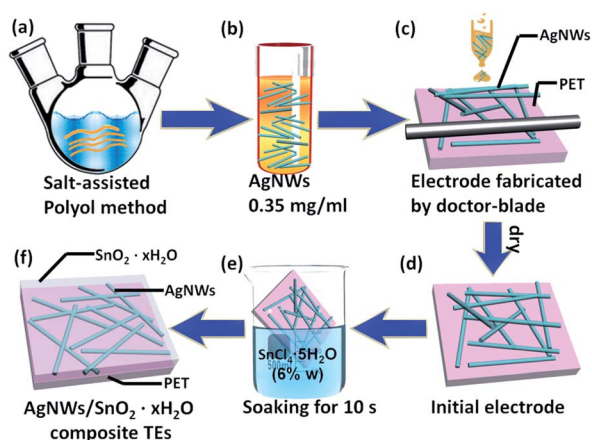 (a)
Salt-assisted
Polyol method
(b)
AgNWs
0.35 mg/ml
(c)
AgNWs
PET
Electrode fabricated
by doctor-blade
dry
(d)
Initial electrode
(e)
SnCl₄·5H₂O
500m
(6% w)
Soaking for 10 s
(f)
SnO₂ · xH₂O
AgNWs
PET
AgNWs/SnO₂ · xH₂O
composite TEs